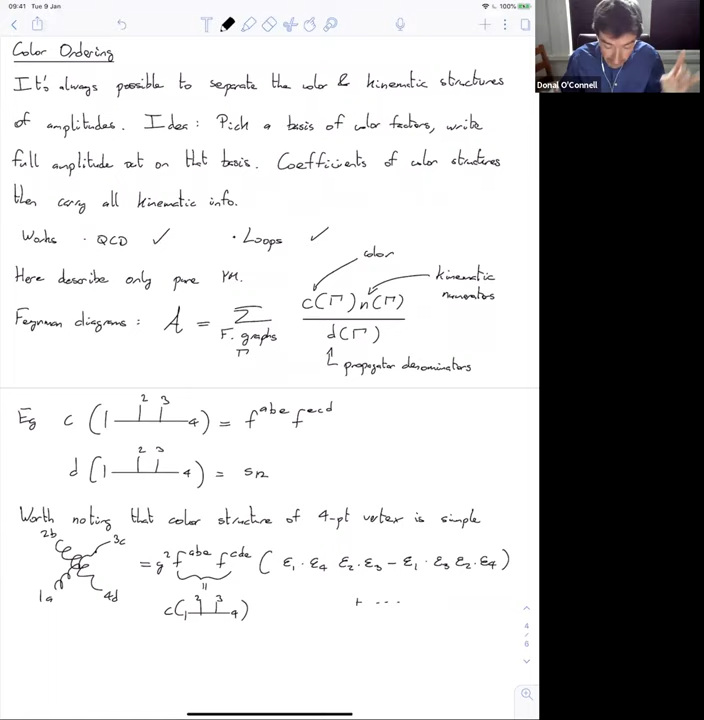 09:41 Tue 9 Jan
100%
Donal O'Connell
Color Ordering
It's always possible to separate the color & kinematic structures
of amplitudes. Idea: Pick a basis of color factors, write
full amplitude out on that basis. Coefficients of color structures
then carry all kinematic info.
Works · QCD ✓ · Loops ✓
color
Here describe only pure YM.
kinematic numerators
Feynman diagrams: A = Σ c(Γ) n(Γ) / d(Γ)
F. graphs Γ
propagator denominators
Eg c (1 2 3 4) = f^{abe} f^{ecd}
d (1 2 3 4) = s_{12}
Worth noting that color structure of 4-pt vertex is simple
2b 3c
1a 4d
= g² f^{abe} f^{cde} ( ε₁·ε₄ ε₂·ε₃ − ε₁·ε₃ ε₂·ε₄ )
c(1 2 3 4) + ...
4
/
6